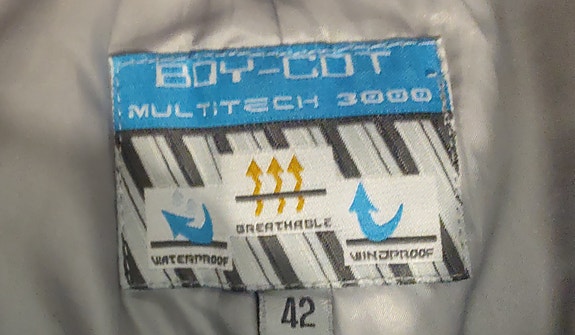 BOY-COT
MULTITECH 3000
BREATHABLE
WATERPROOF
WINDPROOF
42